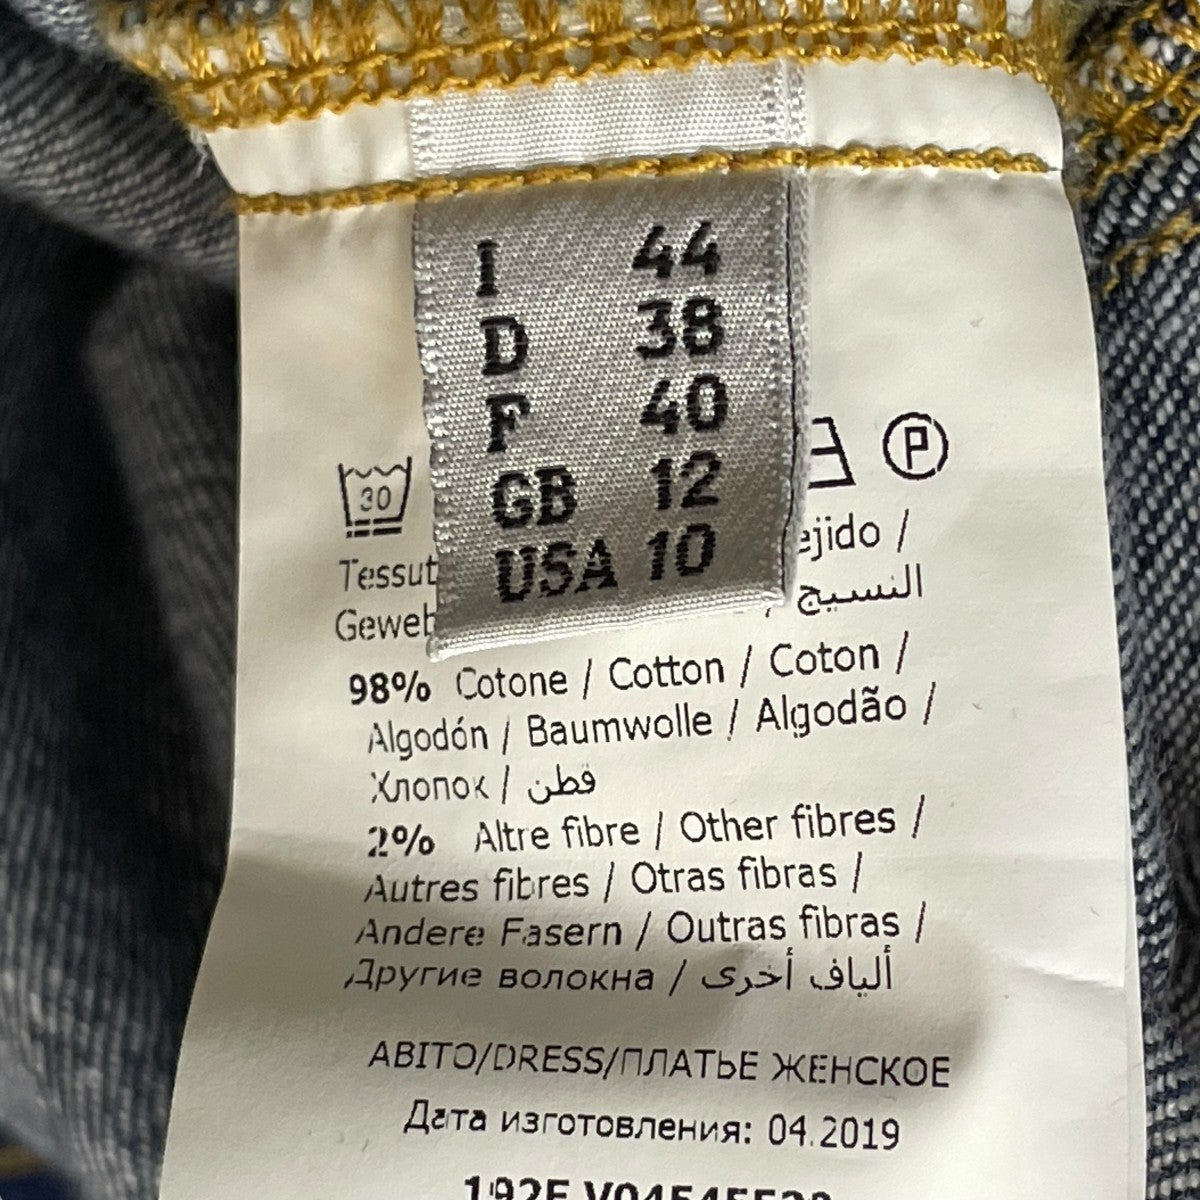 I 44
D 38
F 40
GB 12
USA 10
30
P
Tessut
ejido /
Geweb
النسيج
98% Cotone / Cotton / Coton /
Algodón / Baumwolle / Algodão /
Хлопок / قطن
2% Altre fibre / Other fibres /
Autres fibres / Otras fibras /
Andere Fasern / Outras fibras /
Другие волокна / ألياف أخرى
ABITO/DRESS/ПЛАТЬЕ ЖЕНСКОЕ
Дата изготовления: 04.2019